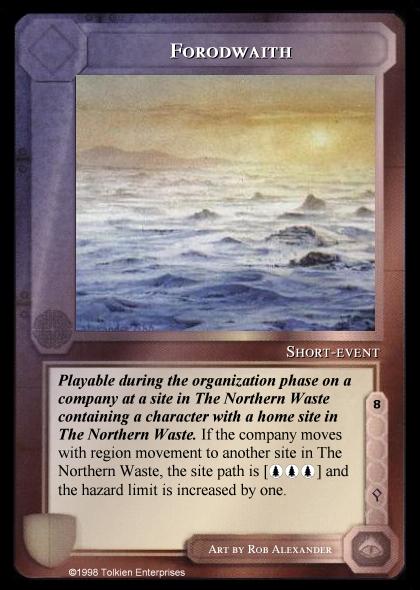 FORODWAITH
SHORT-EVENT
Playable during the organization phase on a
company at a site in The Northern Waste
containing a character with a home site in
The Northern Waste. If the company moves
with region movement to another site in The
Northern Waste, the site path is [ ] and
the hazard limit is increased by one.
8
ART BY ROB ALEXANDER
©1998 Tolkien Enterprises